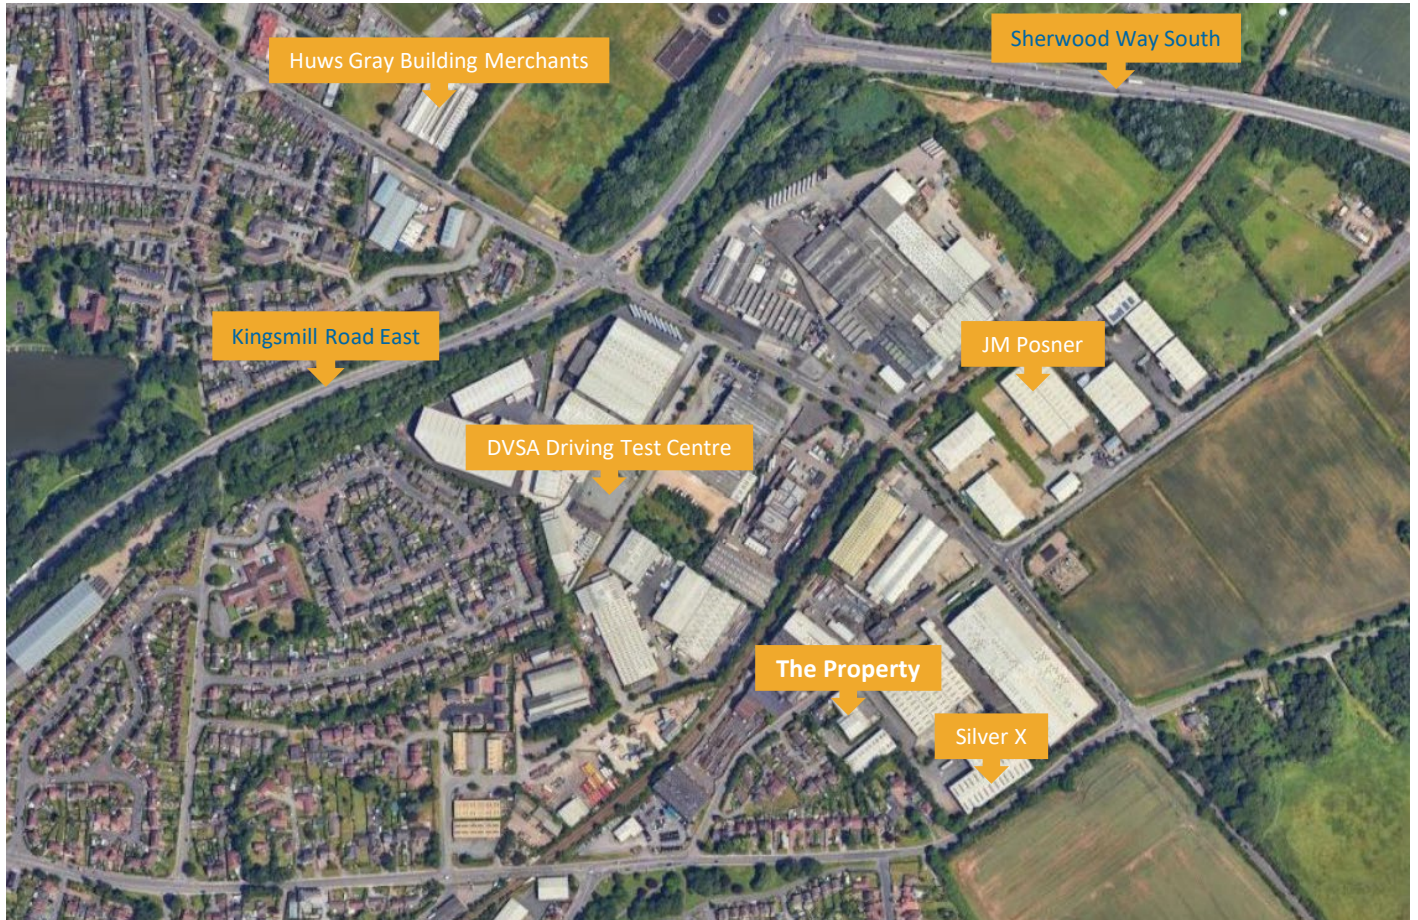 Sherwood Way South
Huws Gray Building Merchants
Kingsmill Road East
JM Posner
DVSA Driving Test Centre
The Property
Silver X